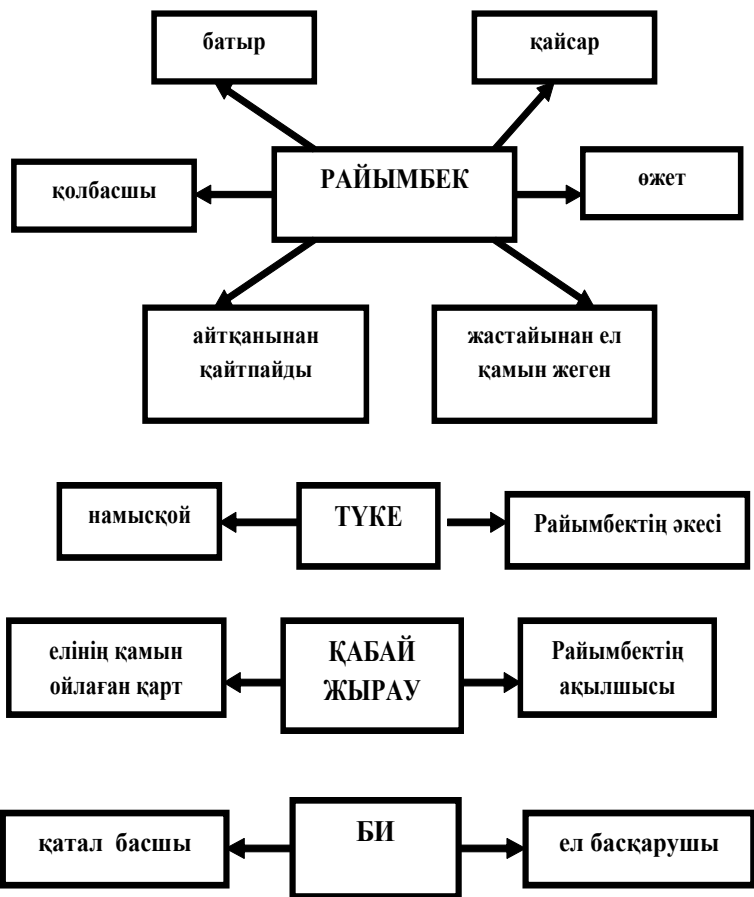 батыр
қайсар
РАЙЫМБЕК
қолбасшы
өжет
айтқанынан
қайтпайды
жастайынан ел
қамын жеген
намысқой
ТҮКЕ
Райымбектің әкесі
елінің қамын
ойлаған қарт
ҚАБАЙ
ЖЫРАУ
Райымбектің
ақылшысы
қатал басшы
БИ
ел басқарушы